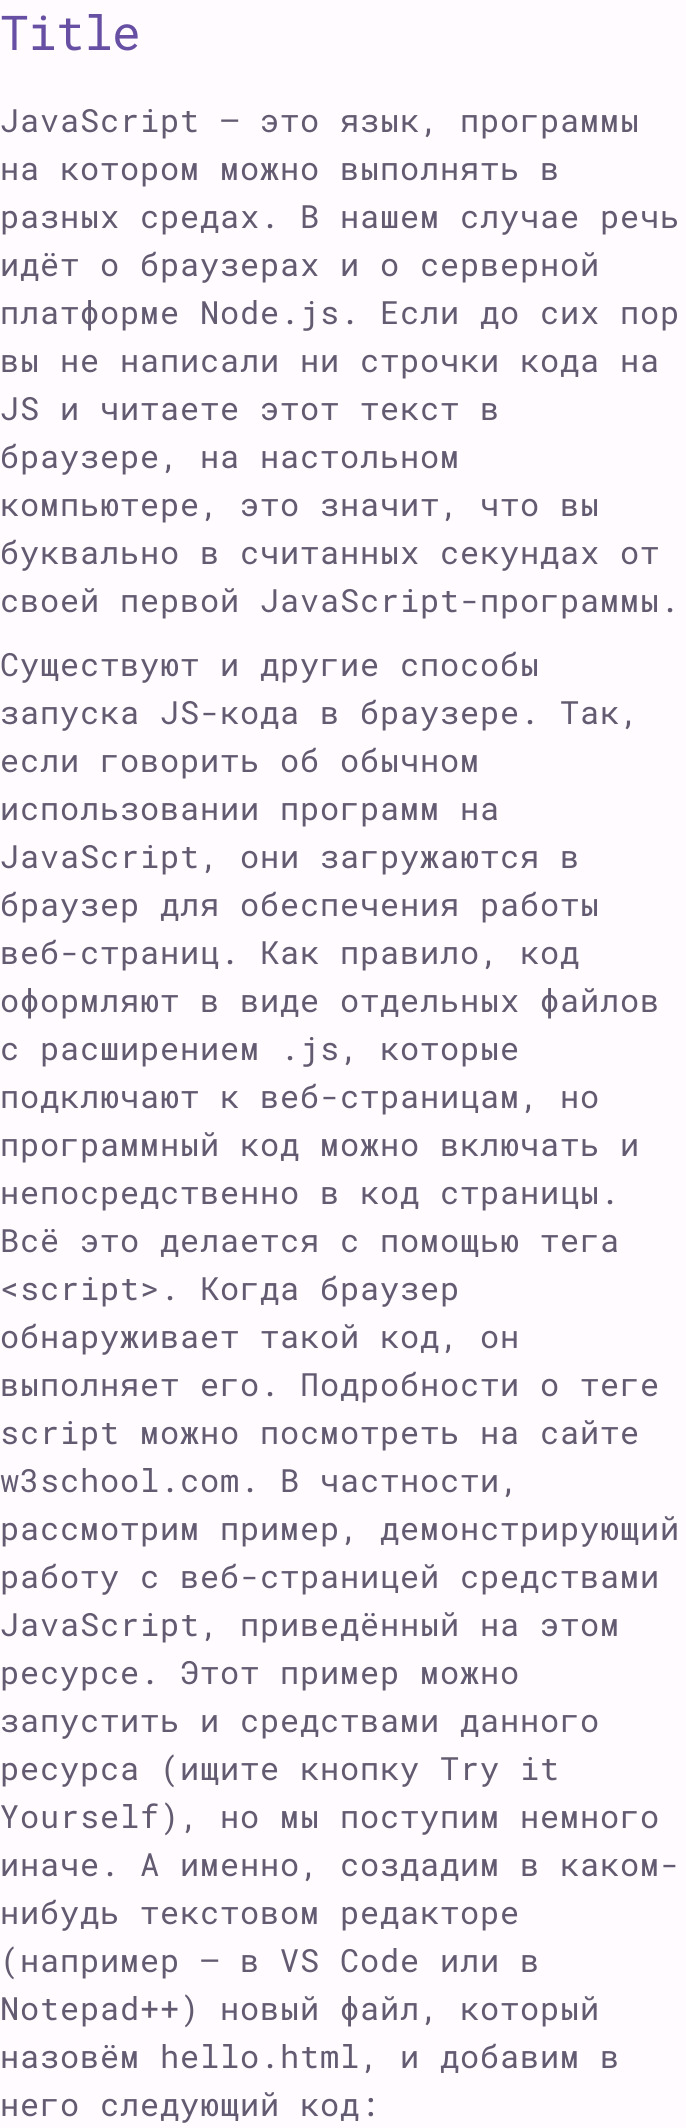 Title
JavaScript — это язык, программы
на котором можно выполнять в
разных средах. В нашем случае речь
идёт о браузерах и о серверной
платформе Node.js. Если до сих пор
вы не написали ни строчки кода на
JS и читаете этот текст в
браузере, на настольном
компьютере, это значит, что вы
буквально в считанных секундах от
своей первой JavaScript-программы.
Существуют и другие способы
запуска JS-кода в браузере. Так,
если говорить об обычном
использовании программ на
JavaScript, они загружаются в
браузер для обеспечения работы
веб-страниц. Как правило, код
оформляют в виде отдельных файлов
с расширением .js, которые
подключают к веб-страницам, но
программный код можно включать и
непосредственно в код страницы.
Всё это делается с помощью тега
<script>. Когда браузер
обнаруживает такой код, он
выполняет его. Подробности о теге
script можно посмотреть на сайте
w3school.com. В частности,
рассмотрим пример, демонстрирующий
работу с веб-страницей средствами
JavaScript, приведённый на этом
ресурсе. Этот пример можно
запустить и средствами данного
ресурса (ищите кнопку Try it
Yourself), но мы поступим немного
иначе. А именно, создадим в каком-
нибудь текстовом редакторе
(например — в VS Code или в
Notepad++) новый файл, который
назовём hello.html, и добавим в
него следующий код: